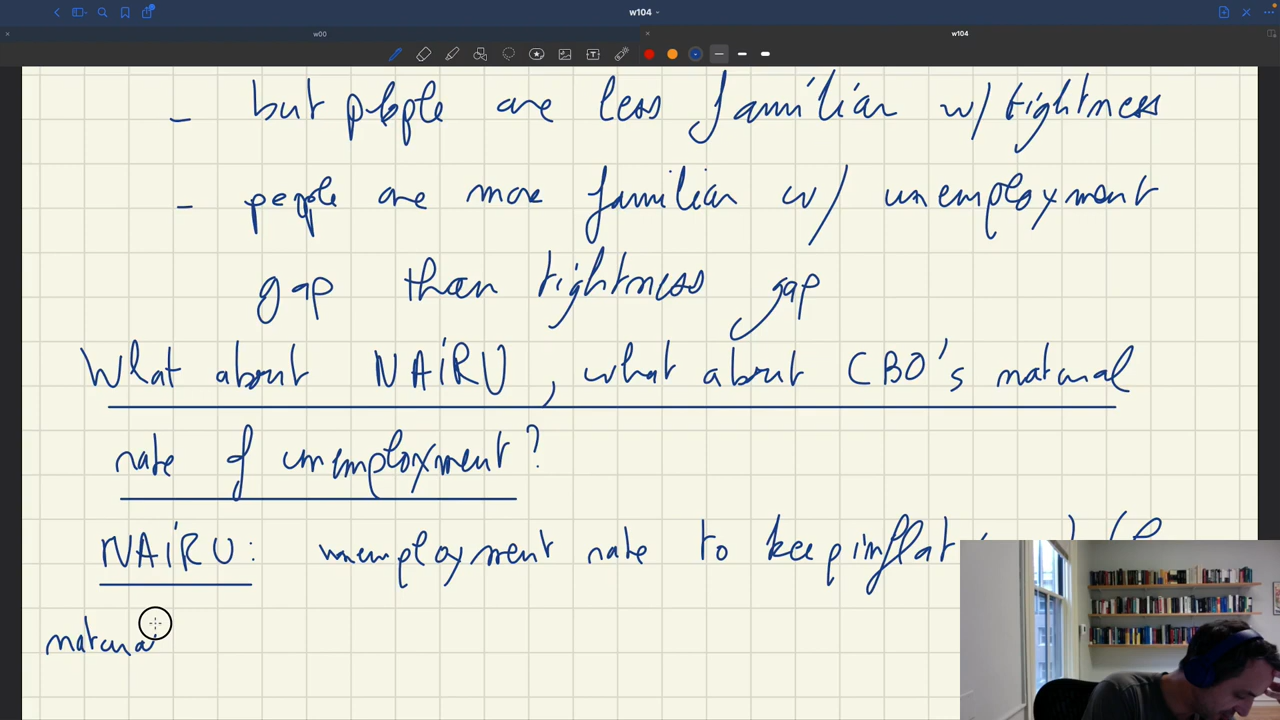 w104
w00
w104
- but people are less familiar w/ tightness
- people are more familiar w/ unemployment
gap than tightness gap
What about NAiRU, what about CBO's natural
rate of unemployment?
NAiRU: unemployment rate to keep inflat
natura